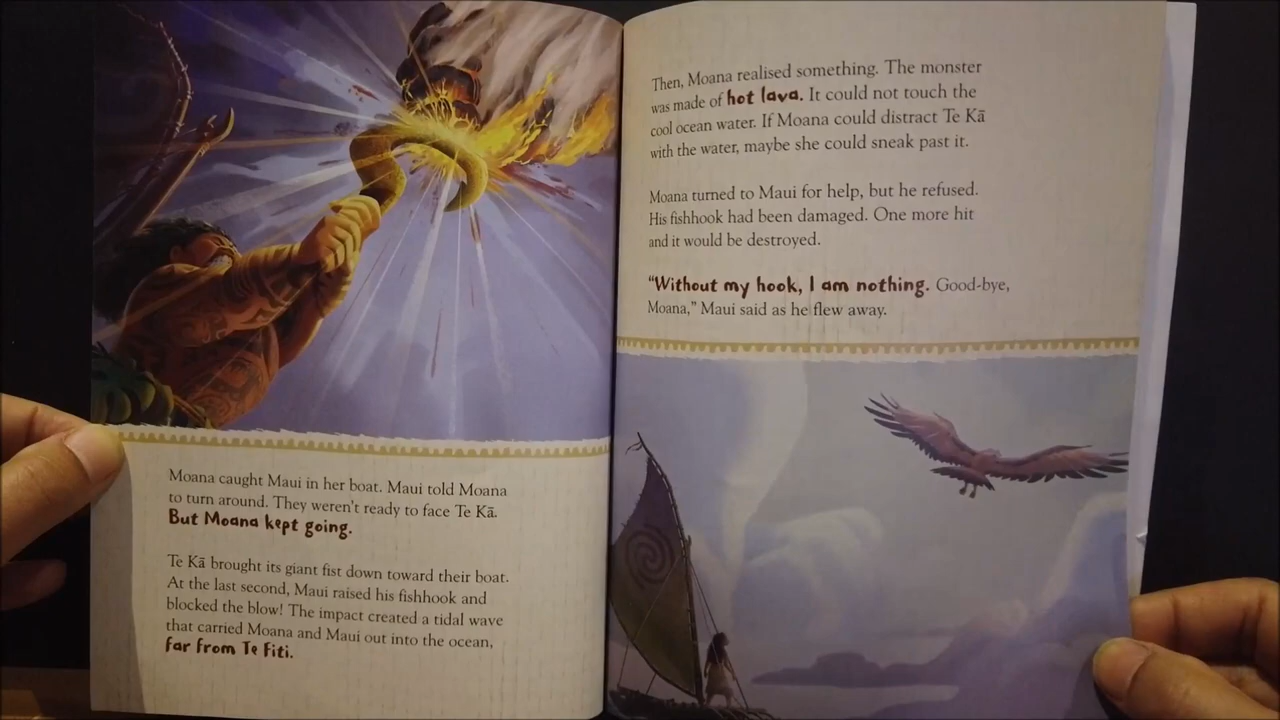 Moana caught Maui in her boat. Maui told Moana
to turn around. They weren't ready to face Te Kā.
But Moana kept going.
Te Kā brought its giant fist down toward their boat.
At the last second, Maui raised his fishhook and
blocked the blow! The impact created a tidal wave
that carried Moana and Maui out into the ocean,
far from Te Fiti.
Then, Moana realised something. The monster
was made of hot lava. It could not touch the
cool ocean water. If Moana could distract Te Kā
with the water, maybe she could sneak past it.
Moana turned to Maui for help, but he refused.
His fishhook had been damaged. One more hit
and it would be destroyed.
“Without my hook, I am nothing. Good-bye,
Moana,” Maui said as he flew away.